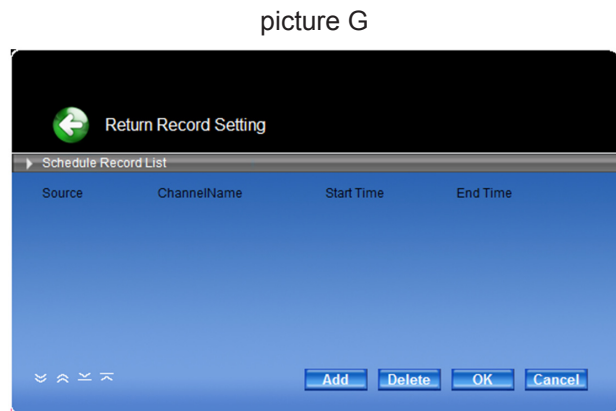 picture G
Return Record Setting
Schedule Record List
Source ChannelName Start Time End Time
Add Delete OK Cancel